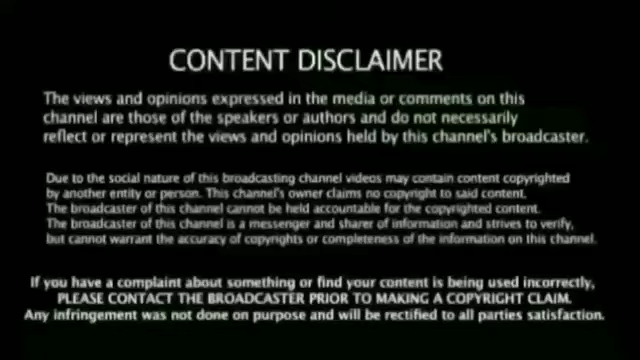 CONTENT DISCLAIMER
The views and opinions expressed in the media or comments on this
channel are those of the speakers or authors and do not necessarily
reflect or represent the views and opinions held by this channel's broadcaster.
Due to the social nature of this broadcasting channel videos may contain content copyrighted
by another entity or person. This channel's owner claims no copyright to said content.
The broadcaster of this channel cannot be held accountable for the copyrighted content.
The broadcaster of this channel is a messenger and sharer of information and strives to verify,
but cannot warrant the accuracy of copyrights or completeness of the information on this channel.
If you have a complaint about something or find your content is being used incorrectly,
PLEASE CONTACT THE BROADCASTER PRIOR TO MAKING A COPYRIGHT CLAIM.
Any infringement was not done on purpose and will be rectified to all parties satisfaction.